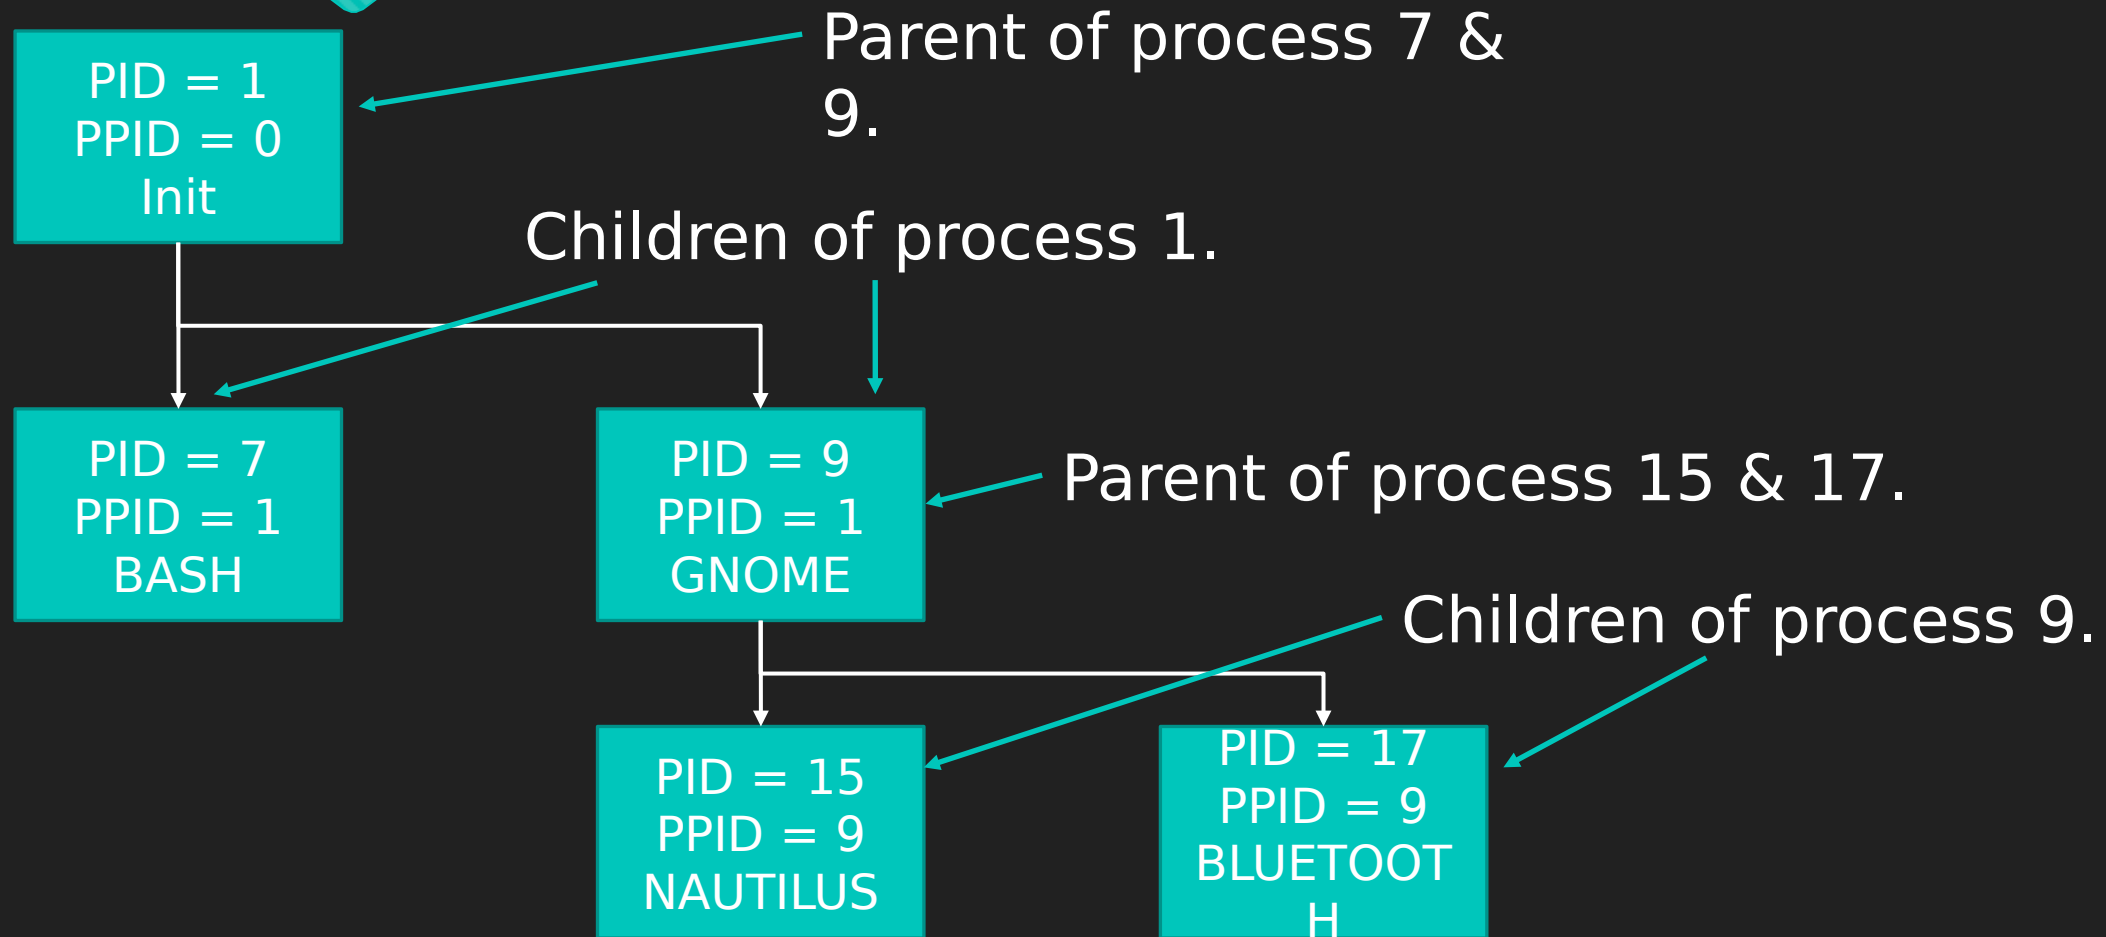 Parent of process 7 &
9.
PID = 1
PPID = 0
Init
Children of process 1.
PID = 7
PPID = 1
BASH
PID = 9
PPID = 1
GNOME
Parent of process 15 & 17.
Children of process 9.
PID = 15
PPID = 9
NAUTILUS
PID = 17
PPID = 9
BLUETOOT
H